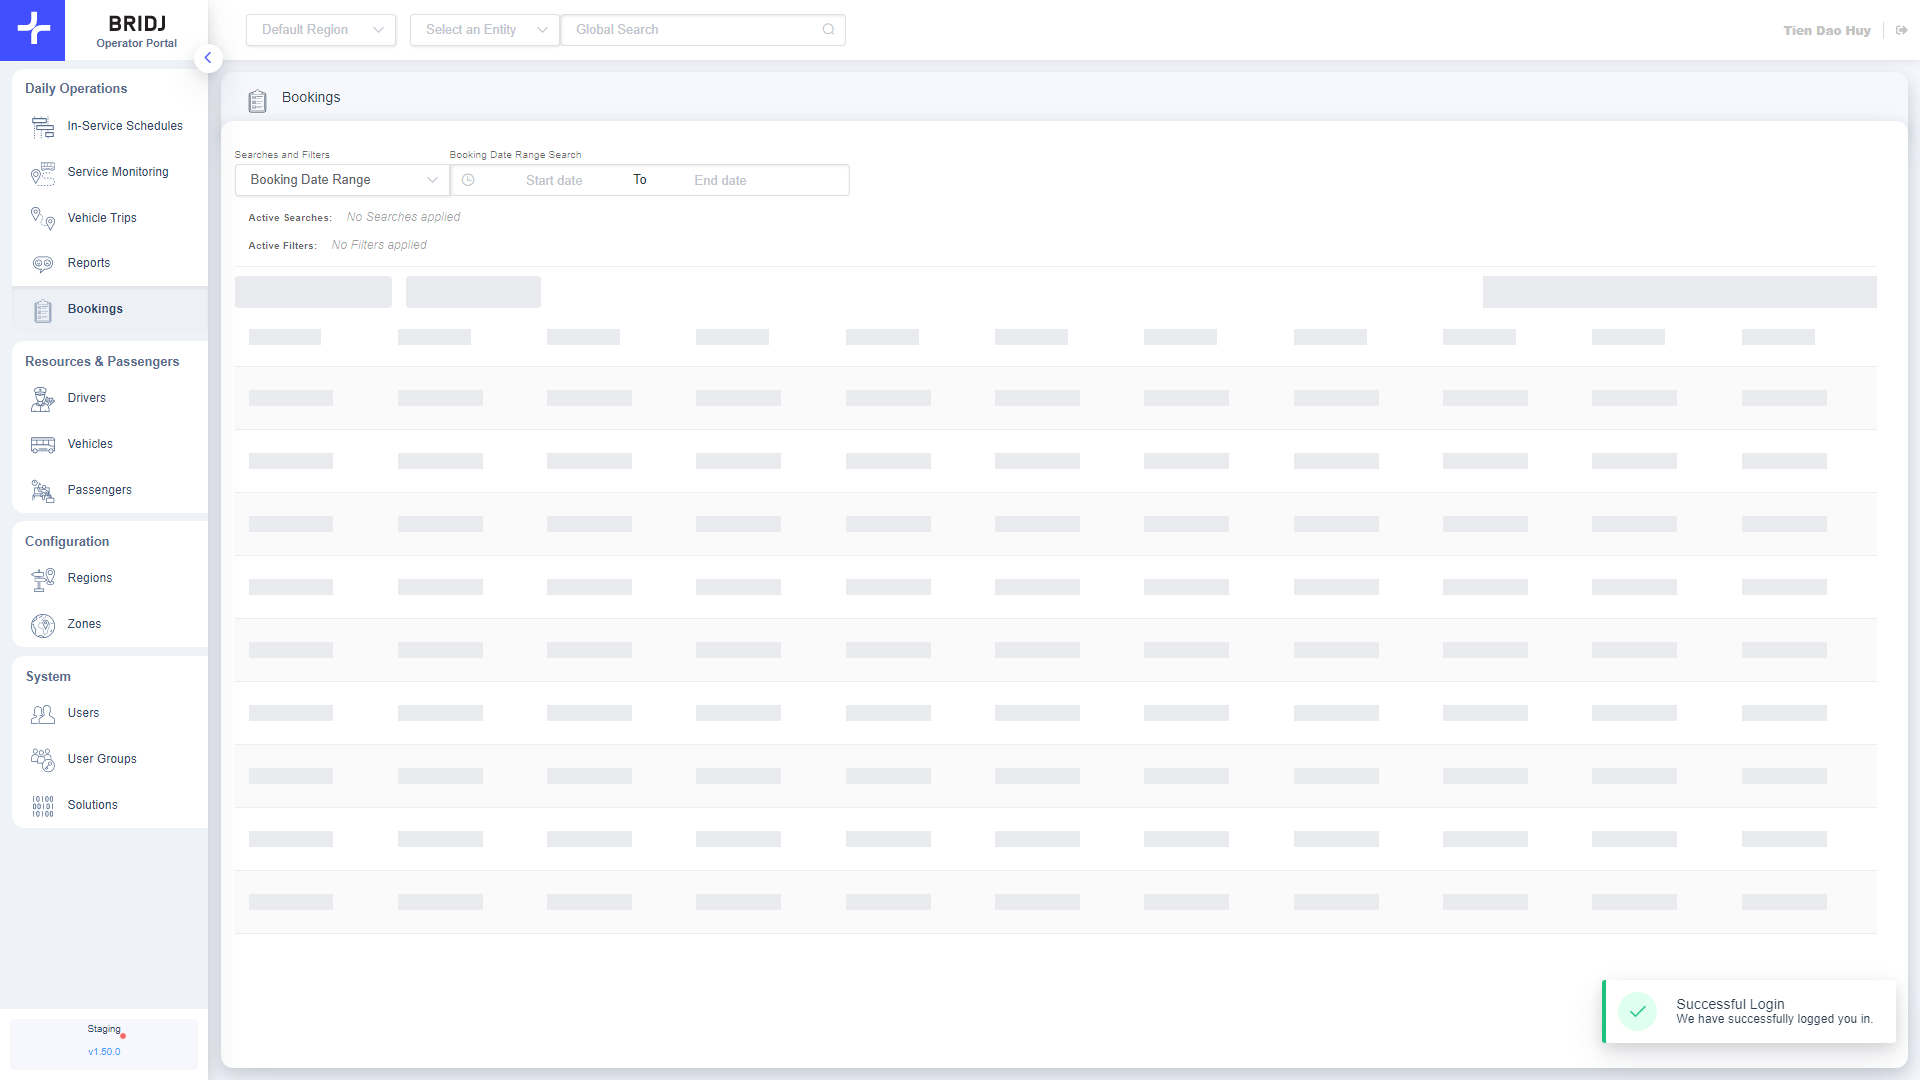 BRIDJ
Operator Portal
Default Region
Select an Entity
Global Search
Tien Dao Huy
Daily Operations
In-Service Schedules
Service Monitoring
Vehicle Trips
Reports
Bookings
Resources & Passengers
Drivers
Vehicles
Passengers
Configuration
Regions
Zones
System
Users
User Groups
Solutions
Staging
v1.50.0
Bookings
Searches and Filters
Booking Date Range Search
Booking Date Range
Start date
To
End date
Active Searches: No Searches applied
Active Filters: No Filters applied
Successful Login
We have successfully logged you in.